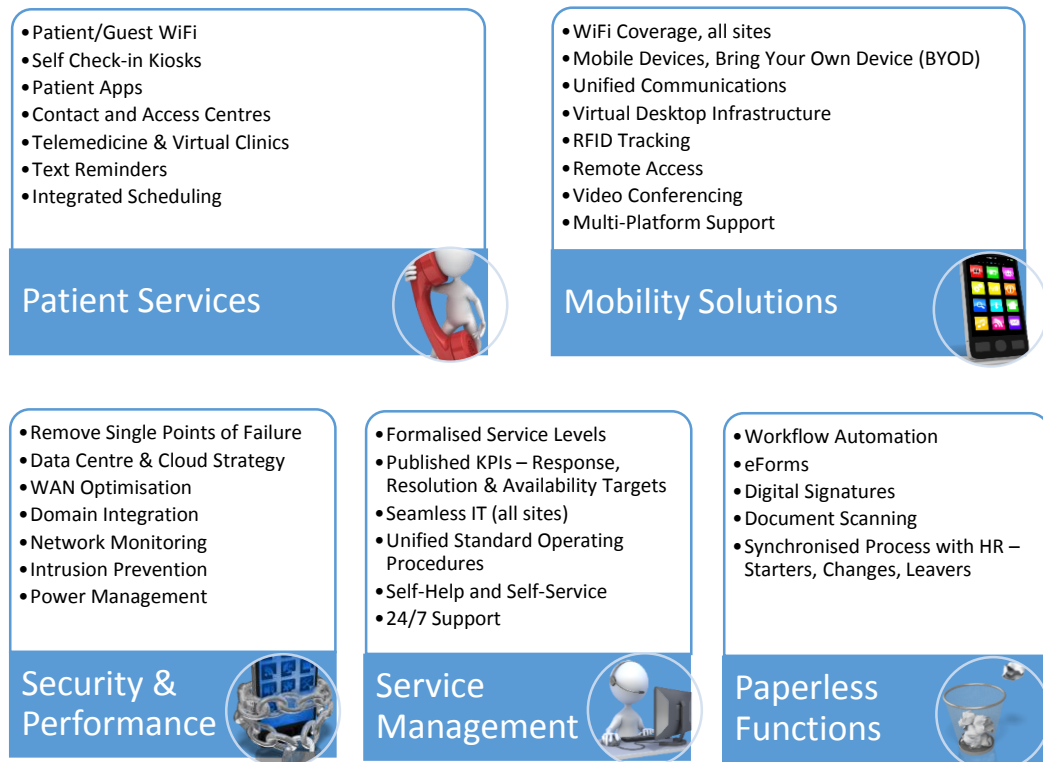 •Patient/Guest WiFi
•Self Check-in Kiosks
•Patient Apps
•Contact and Access Centres
•Telemedicine & Virtual Clinics
•Text Reminders
•Integrated Scheduling
Patient Services
•WiFi Coverage, all sites
•Mobile Devices, Bring Your Own Device (BYOD)
•Unified Communications
•Virtual Desktop Infrastructure
•RFID Tracking
•Remote Access
•Video Conferencing
•Multi-Platform Support
Mobility Solutions
•Remove Single Points of Failure
•Data Centre & Cloud Strategy
•WAN Optimisation
•Domain Integration
•Network Monitoring
•Intrusion Prevention
•Power Management
Security &
Performance
•Formalised Service Levels
•Published KPIs – Response,
Resolution & Availability Targets
•Seamless IT (all sites)
•Unified Standard Operating
Procedures
•Self-Help and Self-Service
•24/7 Support
Service
Management
•Workflow Automation
•eForms
•Digital Signatures
•Document Scanning
•Synchronised Process with HR –
Starters, Changes, Leavers
Paperless
Functions